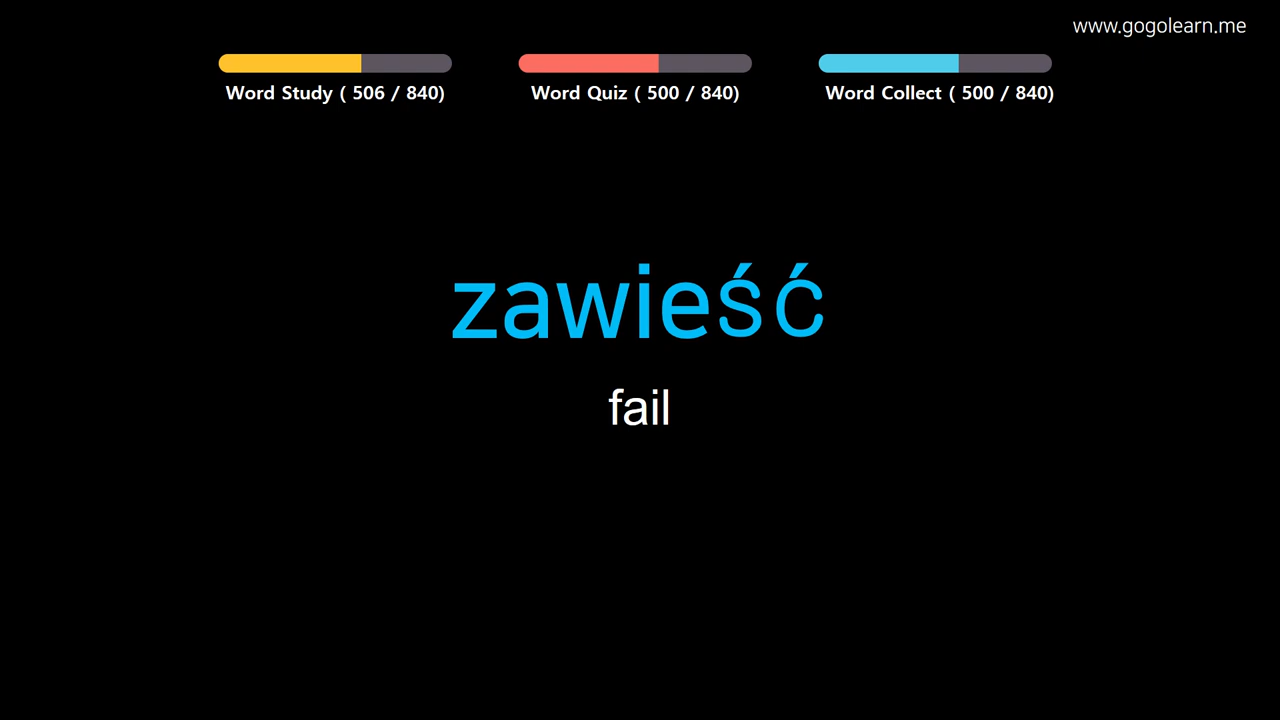 www.gogolearn.me
Word Study ( 506 / 840)
Word Quiz ( 500 / 840)
Word Collect ( 500 / 840)
zawieść
fail